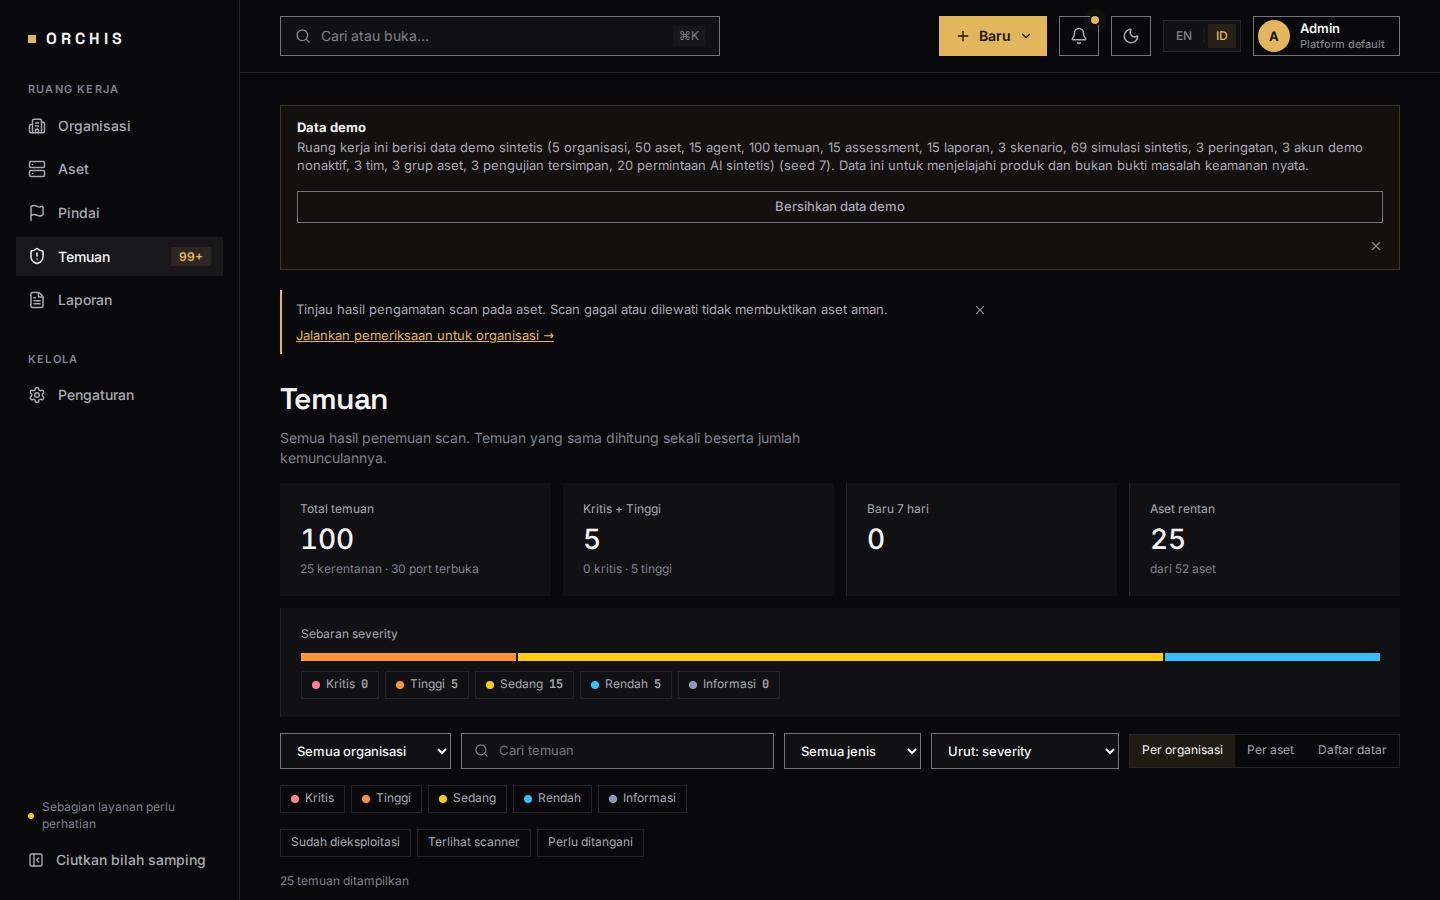 ORCHIS
Cari atau buka...
⌘K
Baru
EN
ID
A
Admin
Platform default
RUANG KERJA
Organisasi
Aset
Pindai
Temuan
99+
Laporan
KELOLA
Pengaturan
Sebagian layanan perlu
perhatian
Ciutkan bilah samping
Data demo
Ruang kerja ini berisi data demo sintetis (5 organisasi, 50 aset, 15 agent, 100 temuan, 15 assessment, 15 laporan, 3 skenario, 69 simulasi sintetis, 3 peringatan, 3 akun demo
nonaktif, 3 tim, 3 grup aset, 3 pengujian tersimpan, 20 permintaan AI sintetis) (seed 7). Data ini untuk menjelajahi produk dan bukan bukti masalah keamanan nyata.
Bersihkan data demo
Tinjau hasil pengamatan scan pada aset. Scan gagal atau dilewati tidak membuktikan aset aman.
Jalankan pemeriksaan untuk organisasi →
Temuan
Semua hasil penemuan scan. Temuan yang sama dihitung sekali beserta jumlah
kemunculannya.
Total temuan
100
25 kerentanan · 30 port terbuka
Kritis + Tinggi
5
0 kritis · 5 tinggi
Baru 7 hari
0
Aset rentan
25
dari 52 aset
Sebaran severity
Kritis 0
Tinggi 5
Sedang 15
Rendah 5
Informasi 0
Semua organisasi
Cari temuan
Semua jenis
Urut: severity
Per organisasi
Per aset
Daftar datar
Kritis
Tinggi
Sedang
Rendah
Informasi
Sudah dieksploitasi
Terlihat scanner
Perlu ditangani
25 temuan ditampilkan